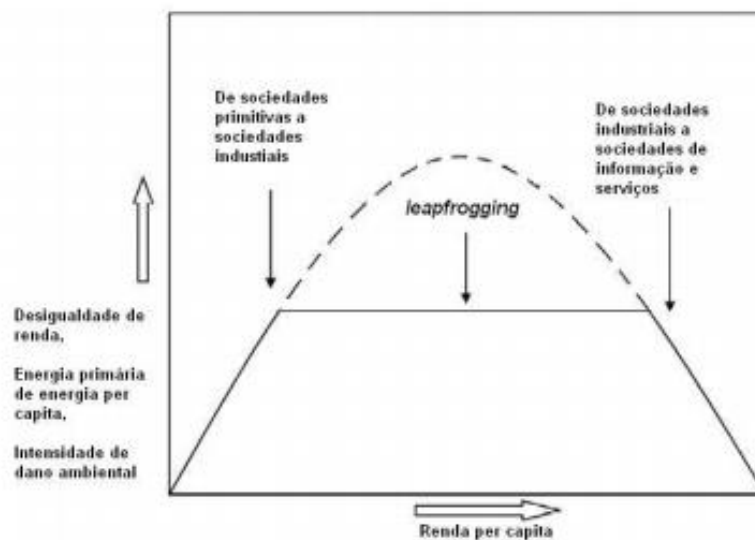 De sociedades
primitivas a
sociedades
industiais
De sociedades
industriais a
sociedades de
informação e
serviços
leapfrogging
Desigualdade de
renda,
Energia primária
de energia per
capita,
Intensidade de
dano ambiental
Renda per capita